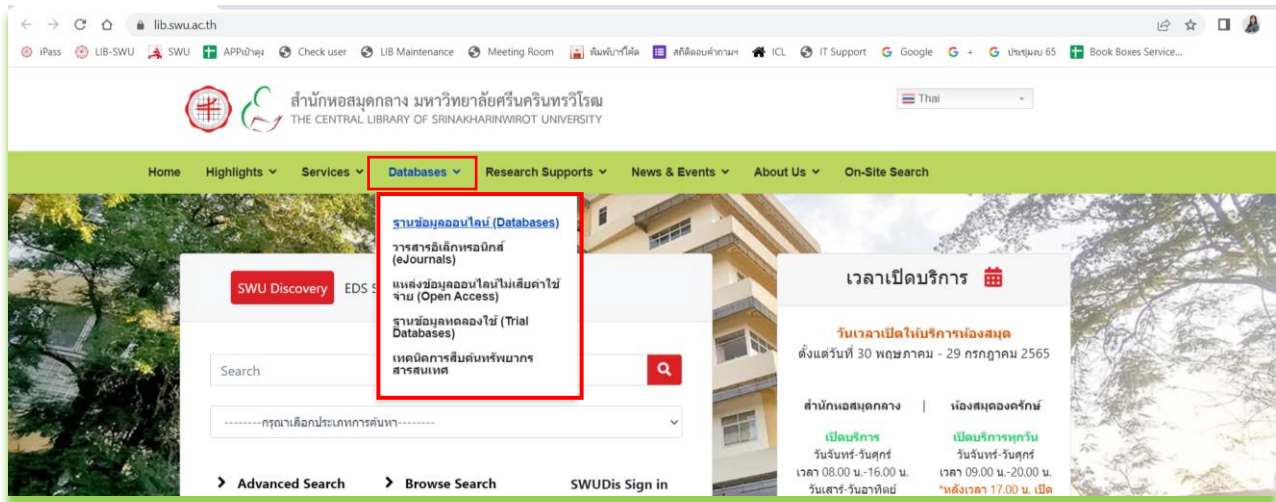 lib.swu.ac.th
iPass LIB-SWU SWU APPเป้าคุ่ง Check user LIB Maintenance Meeting Room พิมพ์บาร์โค้ด สถิติตอบคำถามฯ ICL IT Support Google + ประชุมงบ 65 Book Boxes Service...
สำนักหอสมุดกลาง มหาวิทยาลัยศรีนครินทรวิโรฒ
THE CENTRAL LIBRARY OF SRINAKHARINWIROT UNIVERSITY
Thai
Home Highlights Services Databases Research Supports News & Events About Us On-Site Search
ฐานข้อมูลออนไลน์ (Databases)
วารสารอิเล็กทรอนิกส์
(eJournals)
แหล่งข้อมูลออนไลน์ไม่เสียค่าใช้
จ่าย (Open Access)
ฐานข้อมูลทดลองใช้ (Trial
Databases)
เทคนิคการสืบค้นทรัพยากร
สารสนเทศ
SWU Discovery EDS S
Search
--------กรุณาเลือกประเภทการค้นหา--------
Advanced Search Browse Search SWUDis Sign in
เวลาเปิดบริการ
วันเวลาเปิดให้บริการห้องสมุด
ตั้งแต่วันที่ 30 พฤษภาคม - 29 กรกฎาคม 2565
สำนักหอสมุดกลาง | ห้องสมุดองครักษ์
เปิดบริการ เปิดบริการทุกวัน
วันจันทร์-วันศุกร์ วันจันทร์-วันศุกร์
เวลา 08.00 น.-16.00 น. เวลา 09.00 น.-20.00 น.
วันเสาร์-วันอาทิตย์ *หลังเวลา 17.00 น. เปิด